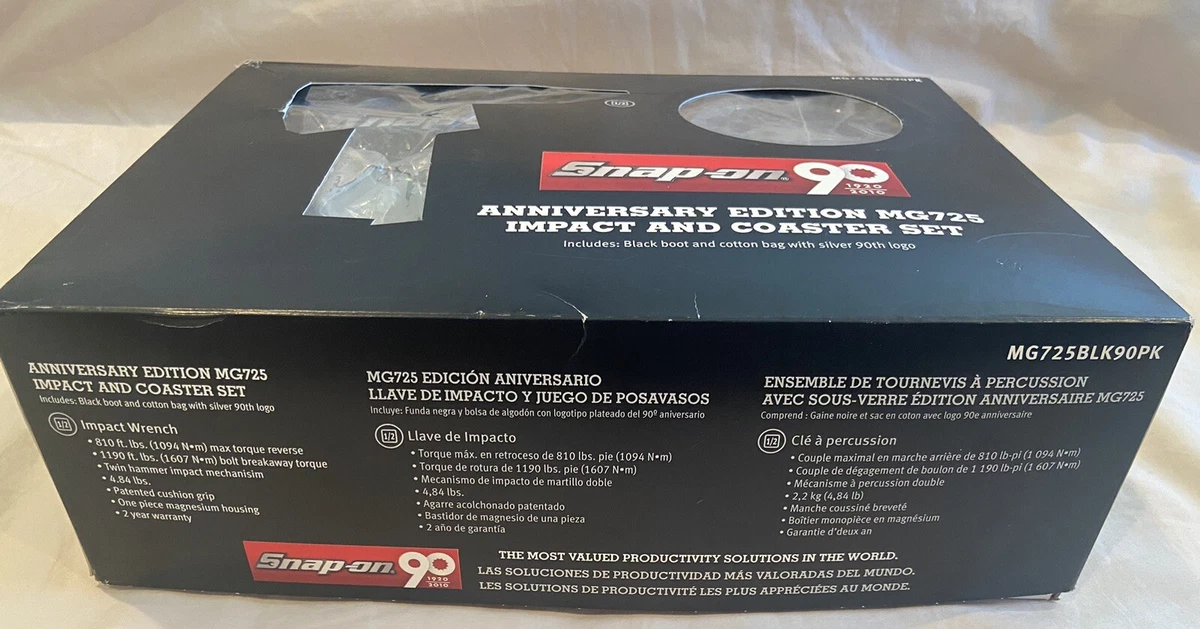 MG725BLK90PK
1/2
Snap-on 90
1920
2010
ANNIVERSARY EDITION MG725
IMPACT AND COASTER SET
Includes: Black boot and cotton bag with silver 90th logo
MG725BLK90PK
ANNIVERSARY EDITION MG725
IMPACT AND COASTER SET
Includes: Black boot and cotton bag with silver 90th logo
1/2 Impact Wrench
• 810 ft. lbs. (1094 N•m) max torque reverse
• 1190 ft. lbs. (1607 N•m) bolt breakaway torque
• Twin hammer impact mechanisim
• 4.84 lbs.
• Patented cushion grip
• One piece magnesium housing
• 2 year warranty
MG725 EDICIÓN ANIVERSARIO
LLAVE DE IMPACTO Y JUEGO DE POSAVASOS
Incluye: Funda negra y bolsa de algodón con logotipo plateado del 90º aniversario
1/2 Llave de Impacto
• Torque máx. en retroceso de 810 lbs. pie (1094 N•m)
• Torque de rotura de 1190 lbs. pie (1607 N•m)
• Mecanismo de impacto de martillo doble
• 4,84 lbs.
• Agarre acolchonado patentado
• Bastidor de magnesio de una pieza
• 2 año de garantía
ENSEMBLE DE TOURNEVIS À PERCUSSION
AVEC SOUS-VERRE ÉDITION ANNIVERSAIRE MG725
Comprend : Gaine noire et sac en coton avec logo 90e annivesraire
1/2 Clé à percussion
• Couple maximal en marche arrière de 810 lb-pi (1 094 N•m)
• Couple de dégagement de boulon de 1 190 lb-pi (1 607 N•m)
• Mécanisme à percussion double
• 2,2 kg (4,84 lb)
• Manche coussiné breveté
• Boîtier monopièce en magnésium
• Garantie d'deux an
Snap-on 90
1920
2010
THE MOST VALUED PRODUCTIVITY SOLUTIONS IN THE WORLD.
LAS SOLUCIONES DE PRODUCTIVIDAD MÁS VALORADAS DEL MUNDO.
LES SOLUTIONS DE PRODUCTIVITÉ LES PLUS APPRÉCIÉES AU MONDE.